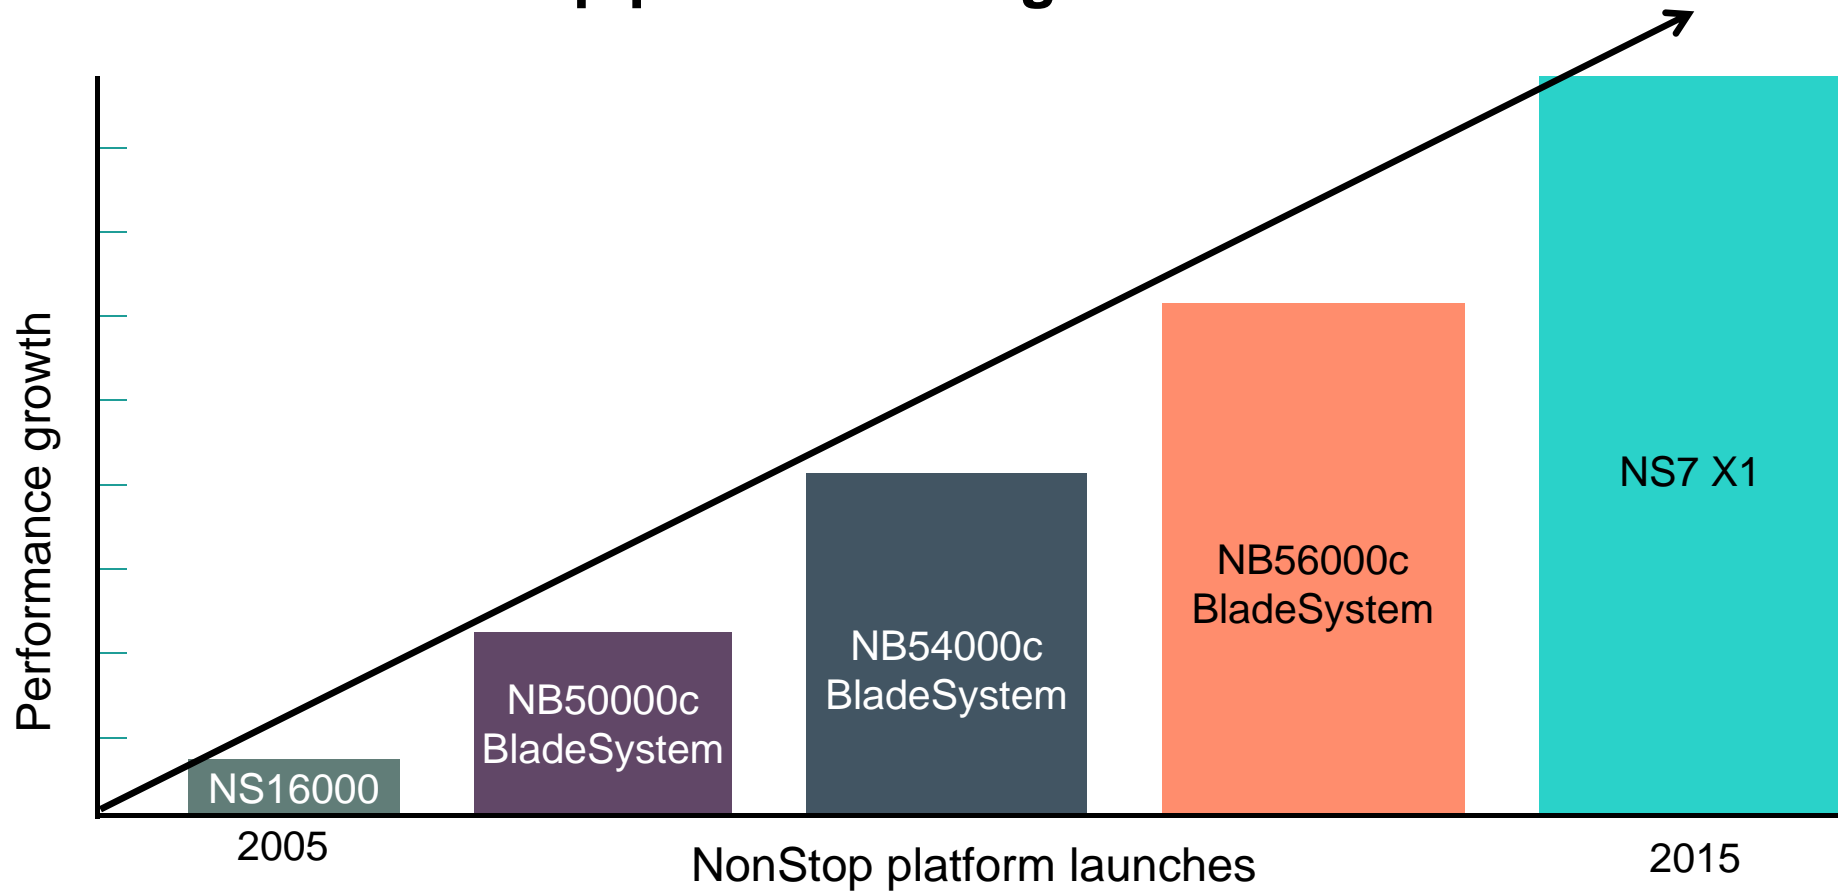 Performance growth
NS16000
NB50000c
BladeSystem
NB54000c
BladeSystem
NB56000c
BladeSystem
NS7 X1
2005
NonStop platform launches
2015